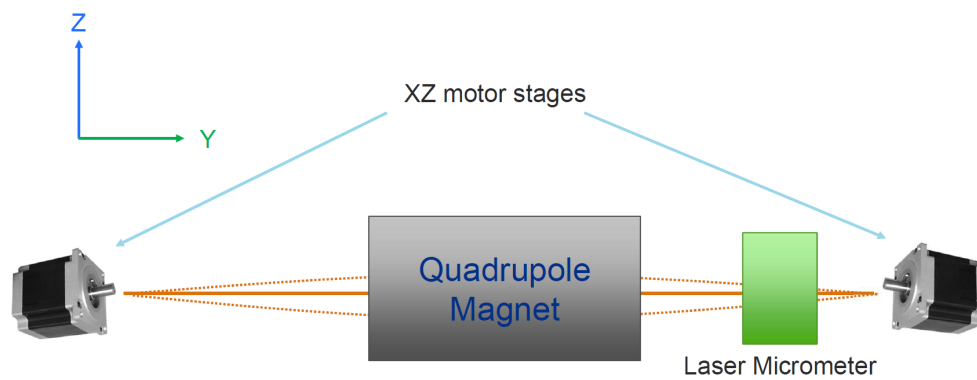 Z
XZ motor stages
Y
Quadrupole
Magnet
Laser Micrometer